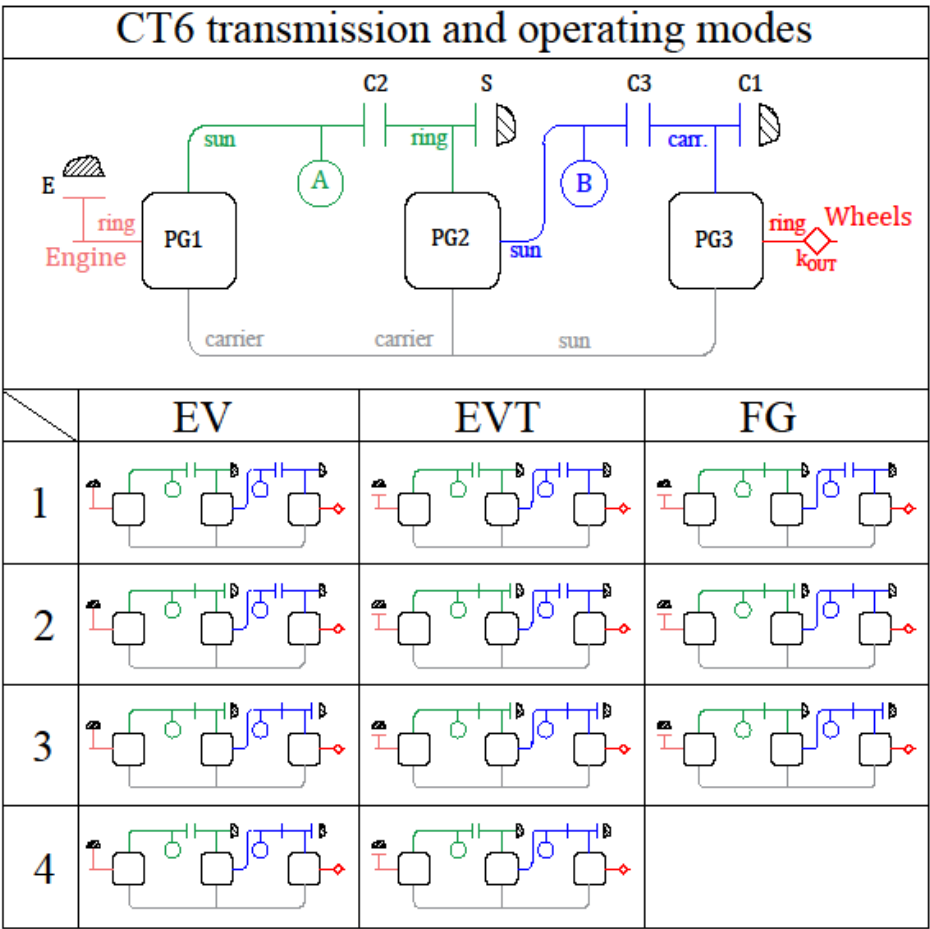 CT6 transmission and operating modes
C2 S C3 C1
sun ring carr.
E A B
ring PG1 PG2 PG3 ring Wheels
Engine sun kOUT
carrier carrier sun
EV EVT FG
1
2
3
4